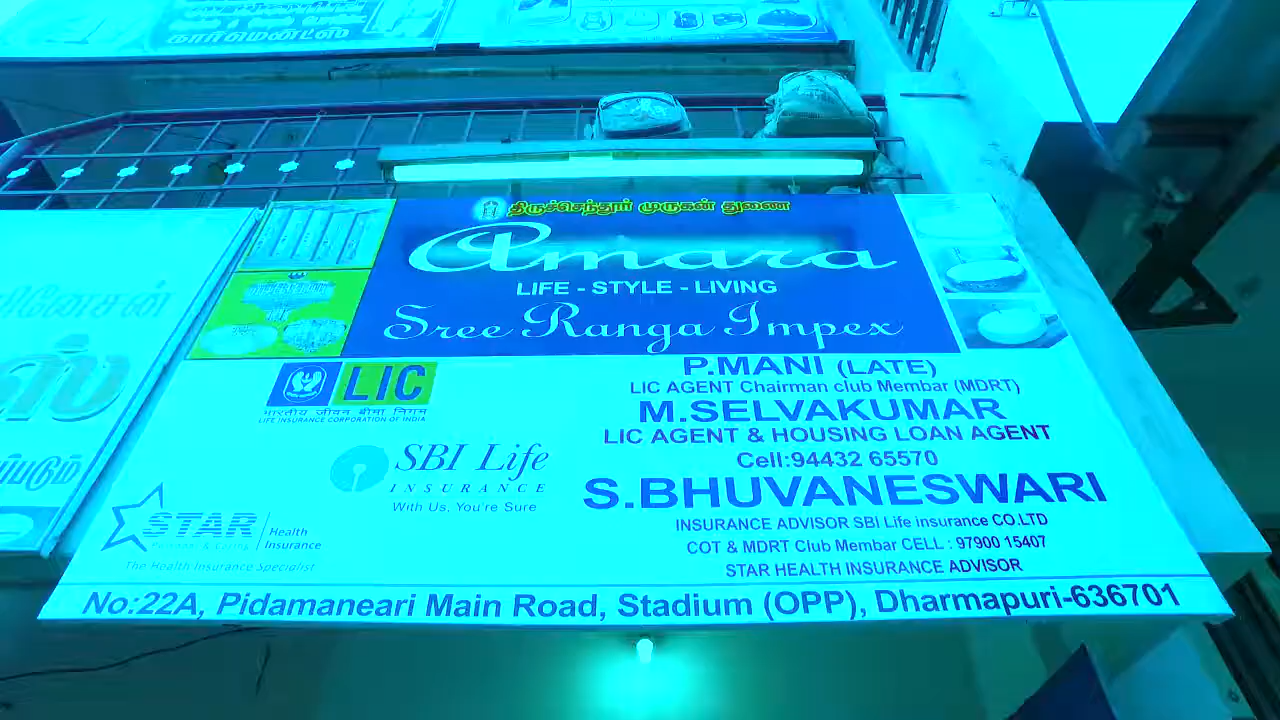 கார்மெண்ட்ஸ்
திருச்செந்தூர் முருகன் துணை
Amara
LIFE - STYLE - LIVING
Sree Ranga Impex
LIC
भारतीय जीवन बीमा निगम
LIFE INSURANCE CORPORATION OF INDIA
SBI Life
INSURANCE
With Us, You're Sure
STAR Health
Personal & Caring Insurance
The Health Insurance Specialist
P.MANI (LATE)
LIC AGENT Chairman club Membar (MDRT)
M.SELVAKUMAR
LIC AGENT & HOUSING LOAN AGENT
Cell:94432 65570
S.BHUVANESWARI
INSURANCE ADVISOR SBI Life insurance CO.LTD
COT & MDRT Club Membar CELL : 97900 15407
STAR HEALTH INSURANCE ADVISOR
No:22A, Pidamaneari Main Road, Stadium (OPP), Dharmapuri-636701